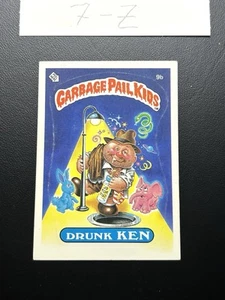 7-Z
GARBAGE PAIL KIDS
9b
DRUNK KEN